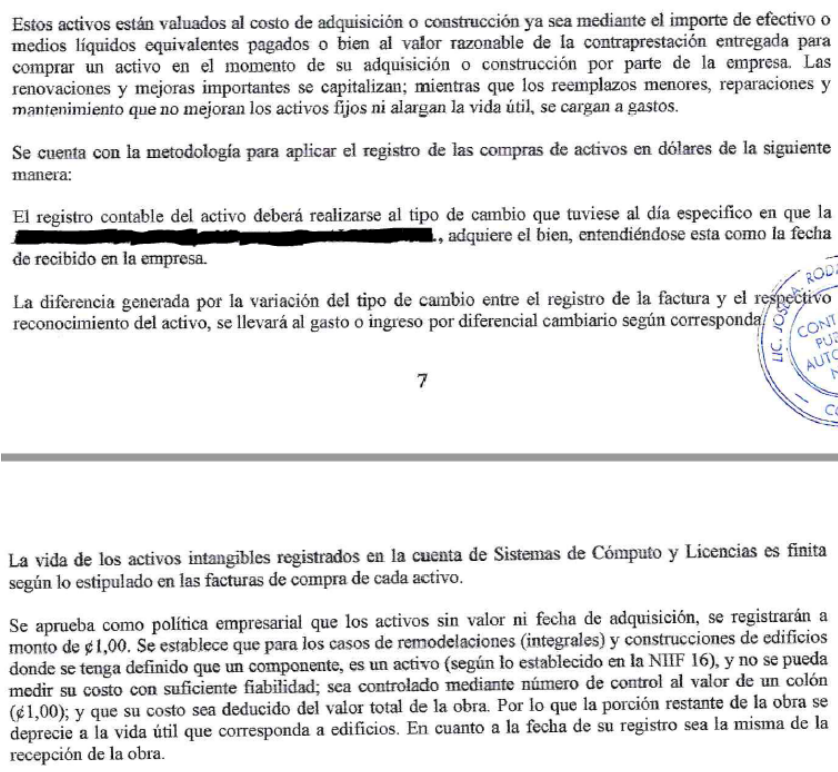 Estos activos están valuados al costo de adquisición o construcción ya sea mediante el importe de efectivo o
medios líquidos equivalentes pagados o bien al valor razonable de la contraprestación entregada para
comprar un activo en el momento de su adquisición o construcción por parte de la empresa. Las
renovaciones y mejoras importantes se capitalizan; mientras que los reemplazos menores, reparaciones y
mantenimiento que no mejoran los activos fijos ni alargan la vida útil, se cargan a gastos.
Se cuenta con la metodología para aplicar el registro de las compras de activos en dólares de la siguiente
manera:
El registro contable del activo deberá realizarse al tipo de cambio que tuviese al día especifico en que la
., adquiere el bien, entendiéndose esta como la fecha
de recibido en la empresa.
La diferencia generada por la variación del tipo de cambio entre el registro de la factura y el respectivo
reconocimiento del activo, se llevará al gasto o ingreso por diferencial cambiario según corresponda
LIC. JOSÉ A. ROD
CONT
PÚ
AUTO
7
La vida de los activos intangibles registrados en la cuenta de Sistemas de Cómputo y Licencias es finita
según lo estipulado en las facturas de compra de cada activo.
Se aprueba como política empresarial que los activos sin valor ni fecha de adquisición, se registrarán a
monto de ¢1,00. Se establece que para los casos de remodelaciones (integrales) y construcciones de edificios
donde se tenga definido que un componente, es un activo (según lo establecido en la NIIF 16), y no se pueda
medir su costo con suficiente fiabilidad; sea controlado mediante número de control al valor de un colón
(¢1,00); y que su costo sea deducido del valor total de la obra. Por lo que la porción restante de la obra se
deprecie a la vida útil que corresponda a edificios. En cuanto a la fecha de su registro sea la misma de la
recepción de la obra.